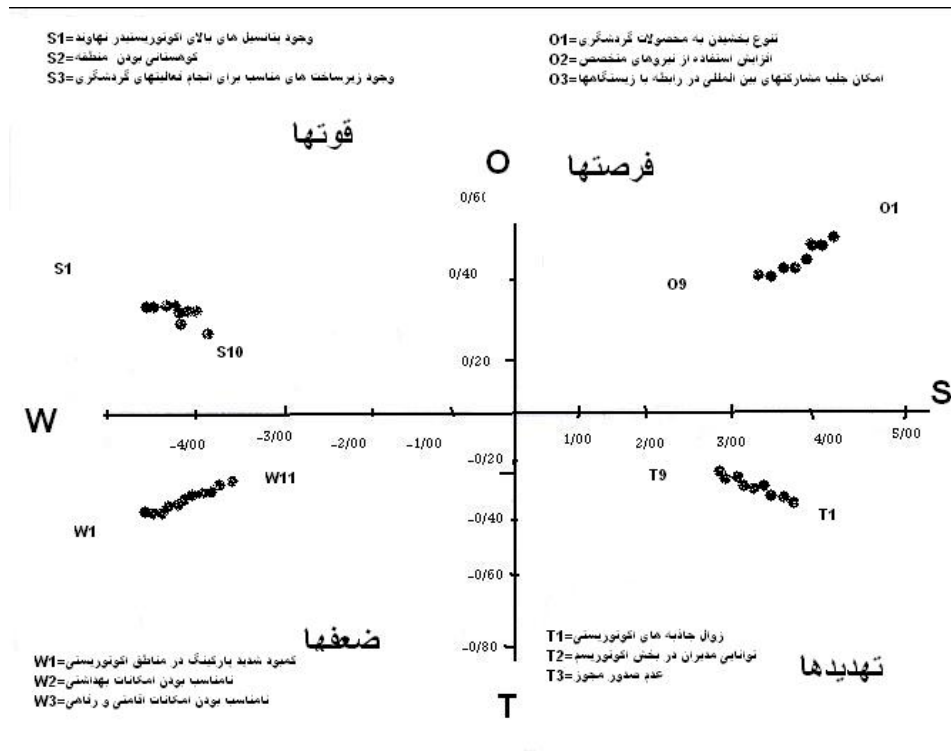 S1=وجود پتانسیل های بالای اکوتوریستیدر نهاوند
S2=کوهستانی بودن منطقه
S3=وجود زیرساخت های مناسب برای انجام فعالیتهای گردشگری
O1=تنوع بخشیدن به محصولات گردشگری
O2=افزایش استفاده از نیروهای متخصص
O3=امکان جلب مشارکتهای بین المللی در رابطه با زیستگاهها
قوتها
فرصتها
O
0/60
O1
S1
0/40
O9
S10
0/20
W
S
-4/00 -3/00 -2/00 -1/00 1/00 2/00 3/00 4/00 5/00
-0/20
W11
T9
W1
-0/40
T1
-0/60
-0/80
ضعفها
تهدیدها
W1=کمبود شدید پارکینگ در مناطق اکوتوریستی
W2=نامناسب بودن امکانات بهداشتی
W3=نامناسب بودن امکانات اقامتی و رفاهی
T1=زوال جاذبه های اکوتوریستی
T2=توانایی مدیران در بخش اکوتوریسم
T3=عدم صدور مجوز
T